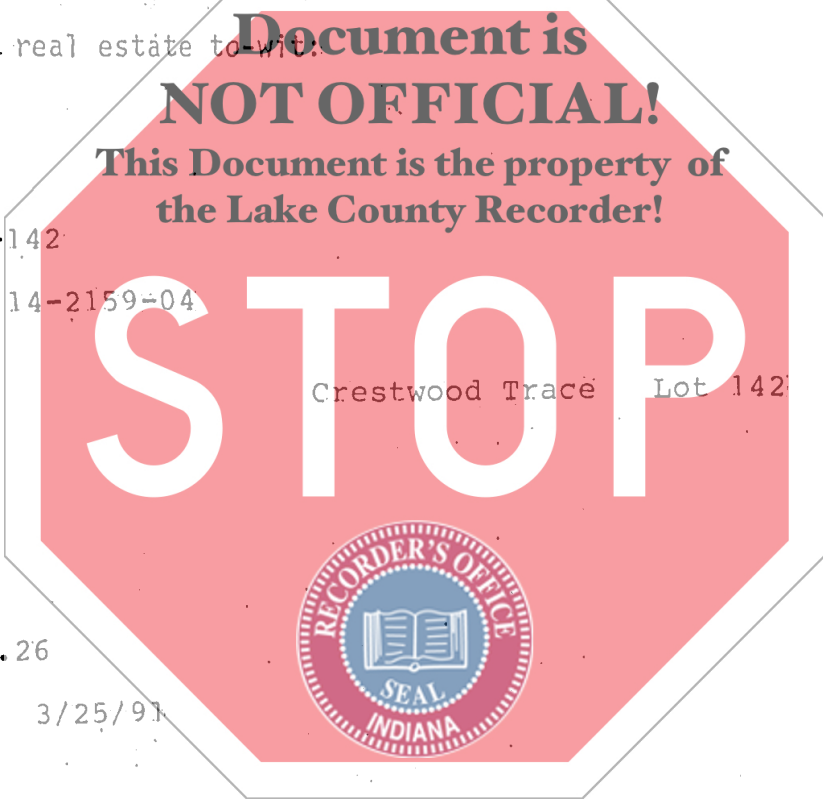 real estate to-wit:
Document is
NOT OFFICIAL!
This Document is the property of
the Lake County Recorder!
-142
14-2159-04
STOP
Crestwood Trace Lot 142
RECORDER'S OFFICE
SEAL
INDIANA
.26
3/25/91